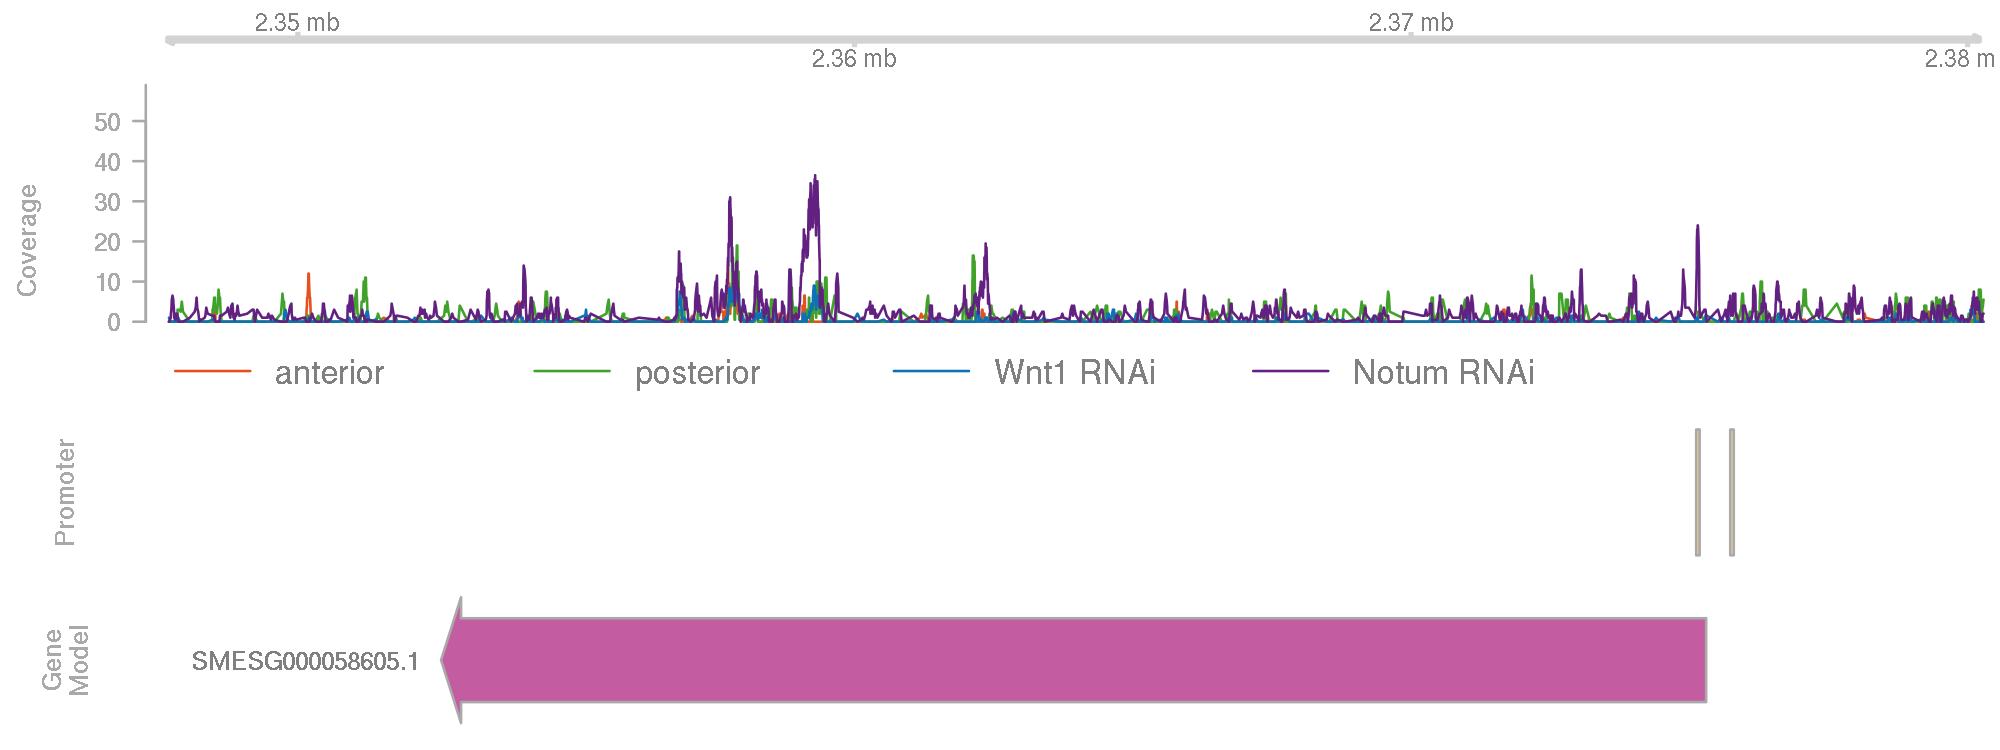 2.35 mb
2.37 mb
2.36 mb
2.38 m
Coverage
50
40
30
20
10
0
anterior posterior Wnt1 RNAi Notum RNAi
Promoter
Gene
Model
SMESG000058605.1